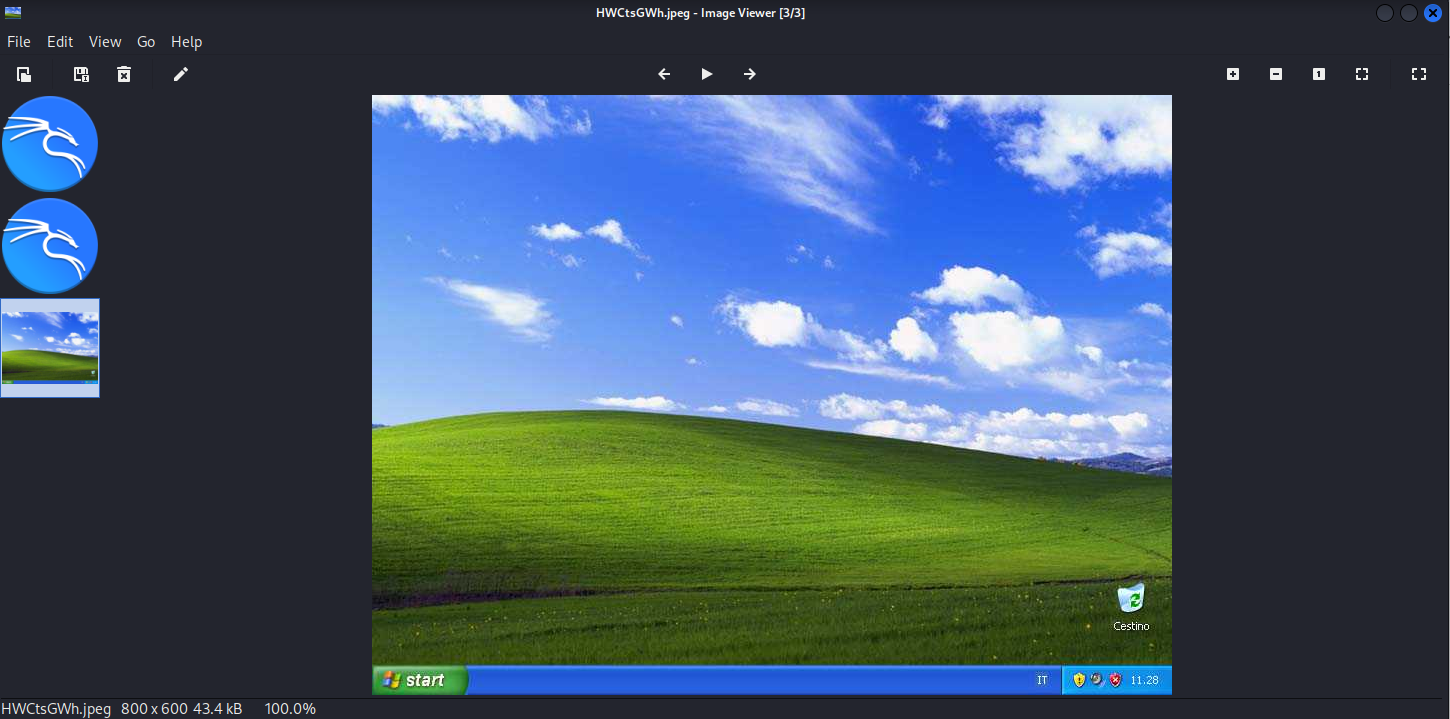 HWCtsGWh.jpeg - Image Viewer [3/3]
File Edit View Go Help
1
Cestino
start IT 11.28
HWCtsGWh.jpeg 800 x 600 43.4 kB 100.0%